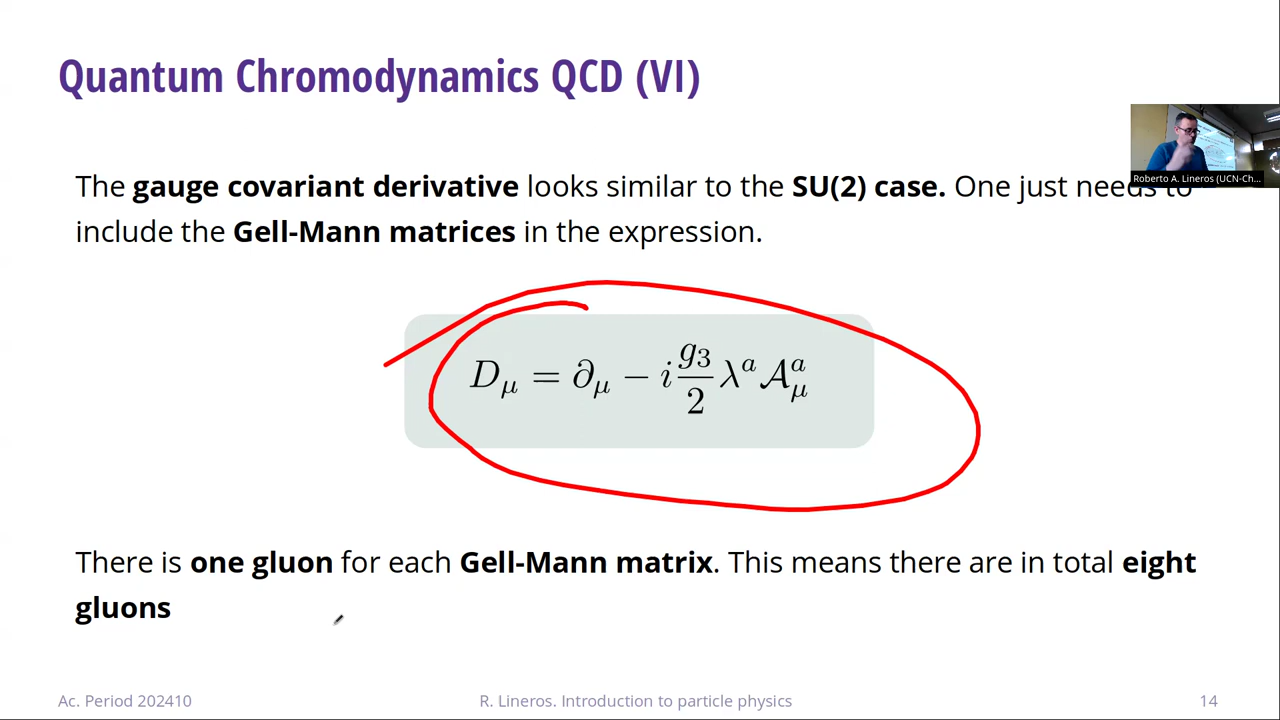 Quantum Chromodynamics QCD (VI)
Roberto A. Lineros (UCN-Ch...
The gauge covariant derivative looks similar to the SU(2) case. One just needs to
include the Gell-Mann matrices in the expression.
D_μ = ∂_μ − i g_3/2 λ^a 𝒜^a_μ
There is one gluon for each Gell-Mann matrix. This means there are in total eight
gluons
Ac. Period 202410
R. Lineros. Introduction to particle physics
14